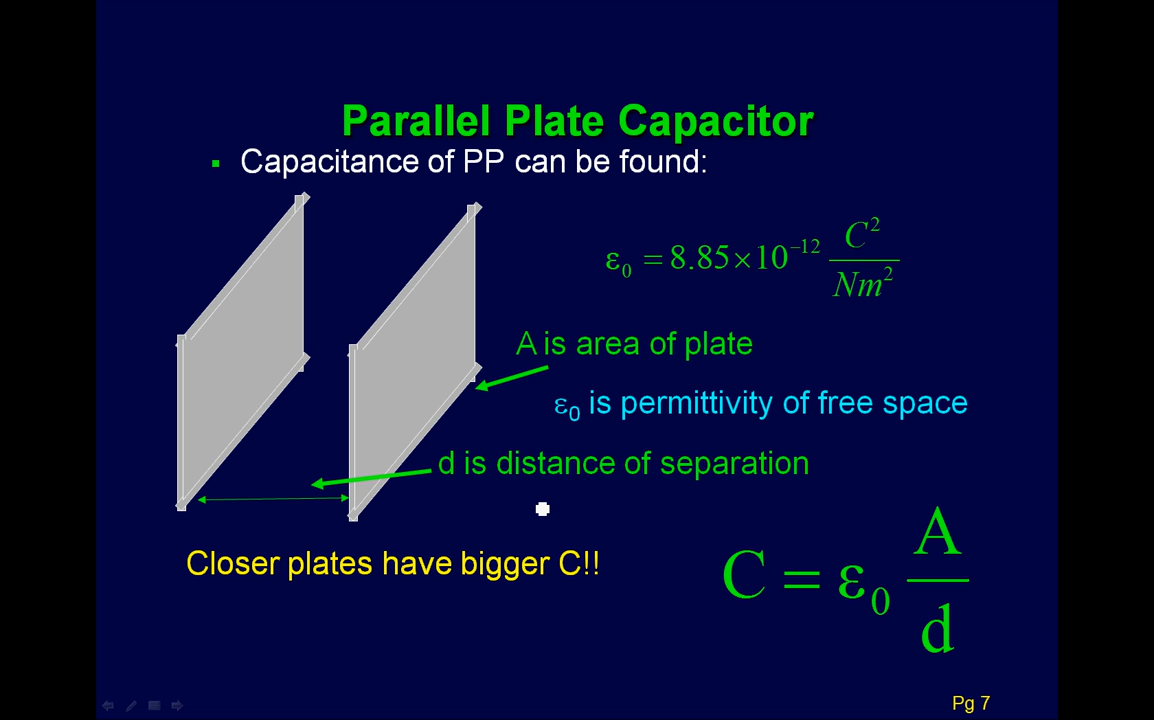 Parallel Plate Capacitor
▪ Capacitance of PP can be found:
ε₀ = 8.85×10⁻¹² C²/Nm²
A is area of plate
ε₀ is permittivity of free space
d is distance of separation
Closer plates have bigger C!!
C = ε₀ A/d
Pg 7